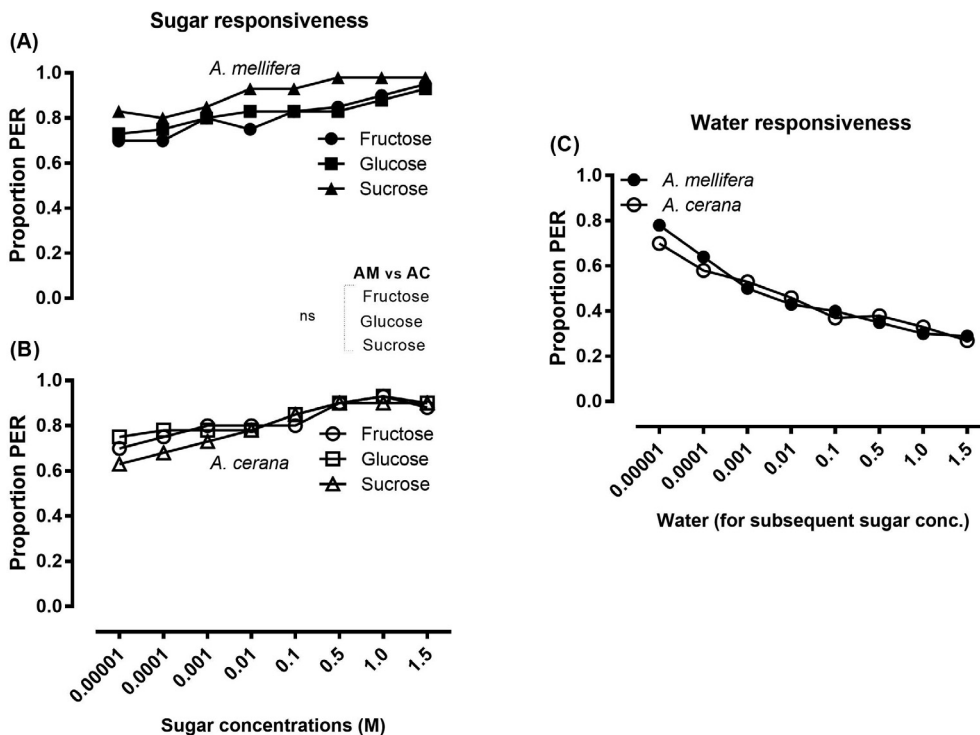 Sugar responsiveness
(A)
A. mellifera
1.0
0.8
0.6
0.4
0.2
0.0
Proportion PER
Fructose
Glucose
Sucrose
AM vs AC
ns
Fructose
Glucose
Sucrose
(B)
1.0
0.8
0.6
0.4
0.2
0.0
Proportion PER
A. cerana
Fructose
Glucose
Sucrose
0.00001
0.0001
0.001
0.01
0.1
0.5
1.0
1.5
Sugar concentrations (M)
Water responsiveness
(C)
1.0
0.8
0.6
0.4
0.2
0.0
Proportion PER
A. mellifera
A. cerana
0.00001
0.0001
0.001
0.01
0.1
0.5
1.0
1.5
Water (for subsequent sugar conc.)